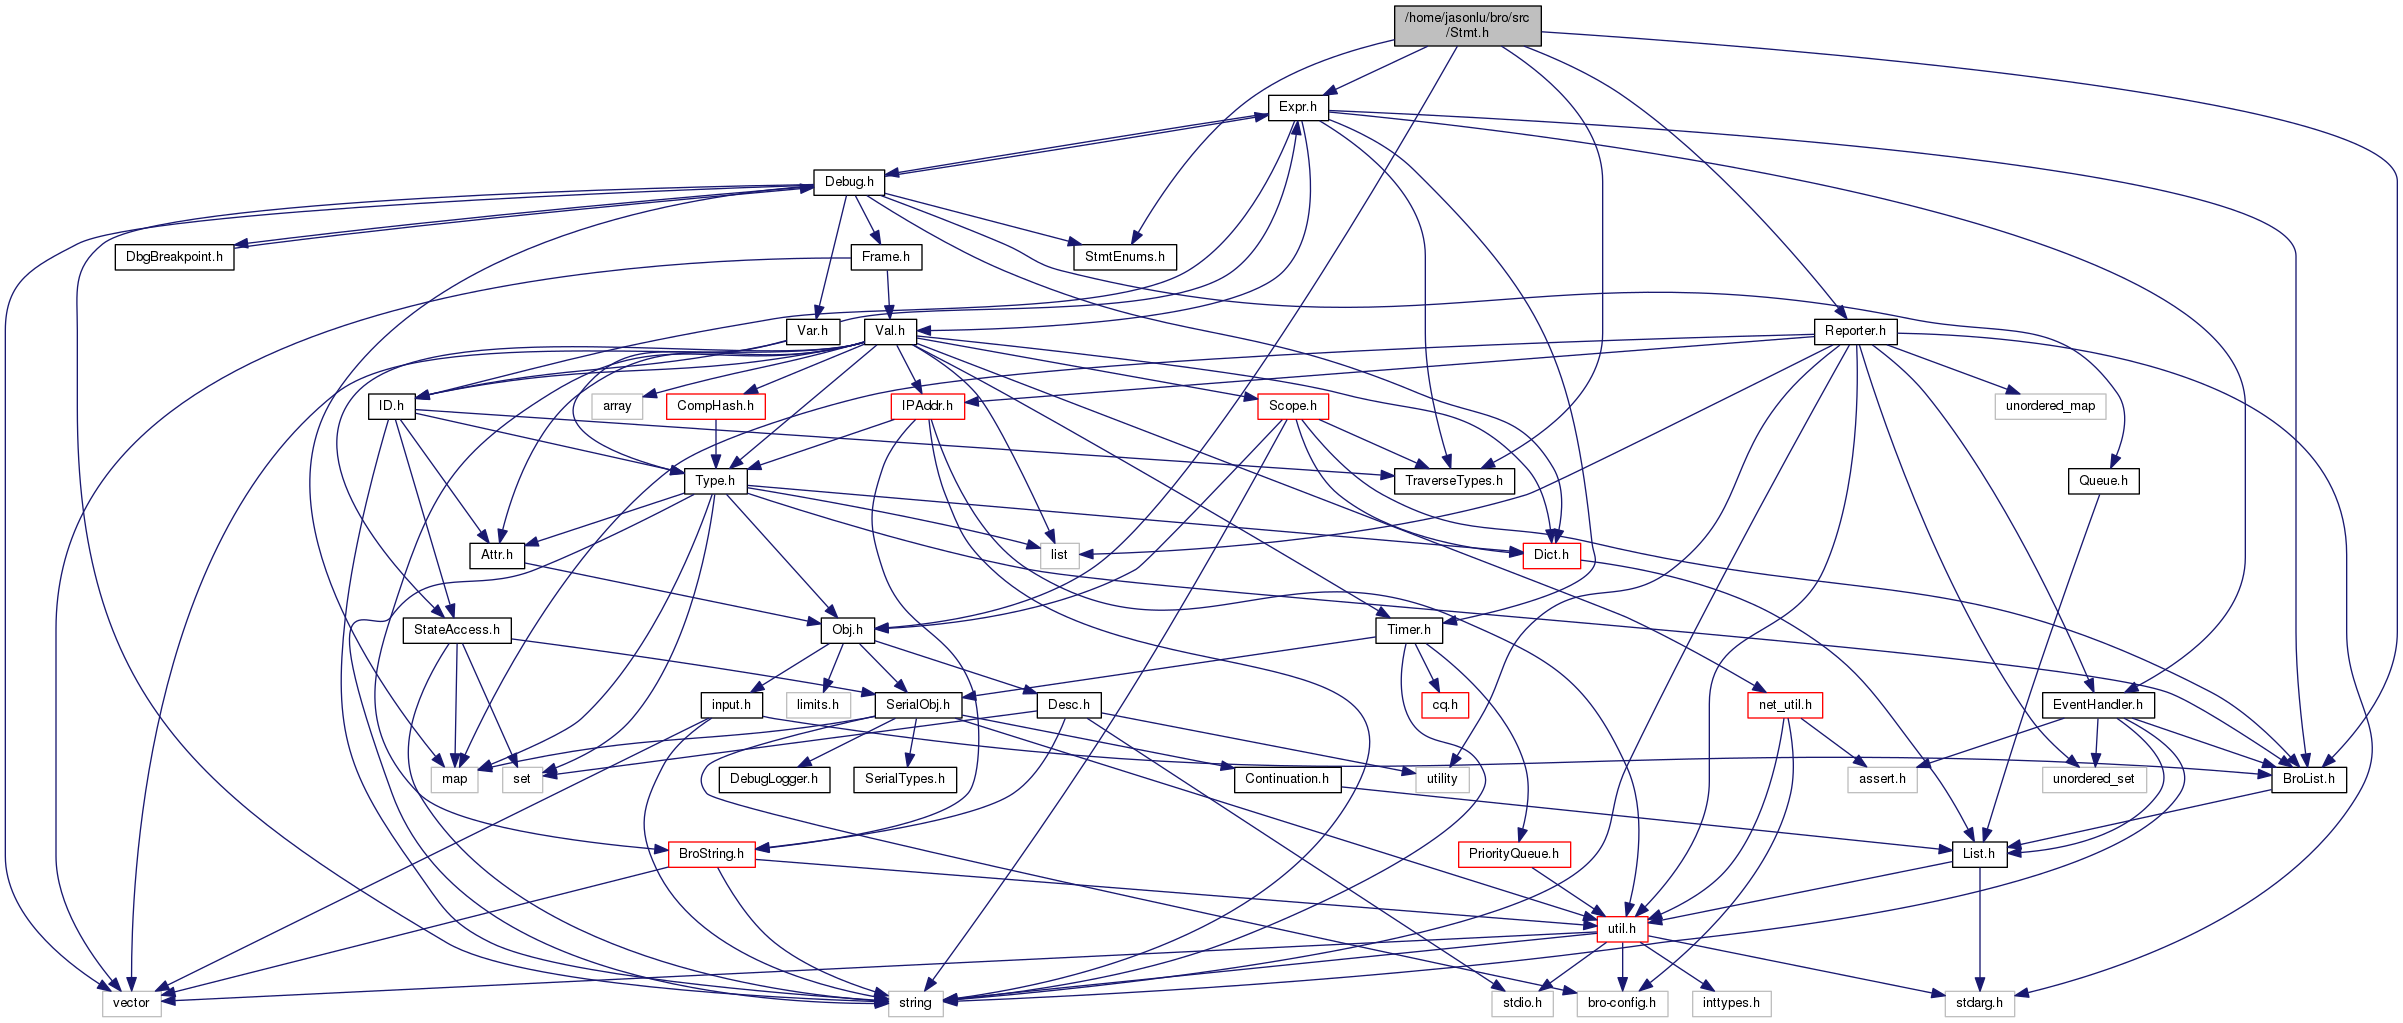 /home/jasonlu/bro/src
/Stmt.h
Expr.h
Debug.h
DbgBreakpoint.h
Frame.h
StmtEnums.h
Var.h
Val.h
Reporter.h
ID.h
array
CompHash.h
IPAddr.h
Scope.h
unordered_map
Type.h
TraverseTypes.h
Queue.h
Attr.h
list
Dict.h
StateAccess.h
Obj.h
Timer.h
input.h
limits.h
SerialObj.h
Desc.h
cq.h
net_util.h
EventHandler.h
map
set
DebugLogger.h
SerialTypes.h
Continuation.h
utility
assert.h
unordered_set
BroList.h
BroString.h
PriorityQueue.h
List.h
util.h
vector
string
stdio.h
bro-config.h
inttypes.h
stdarg.h